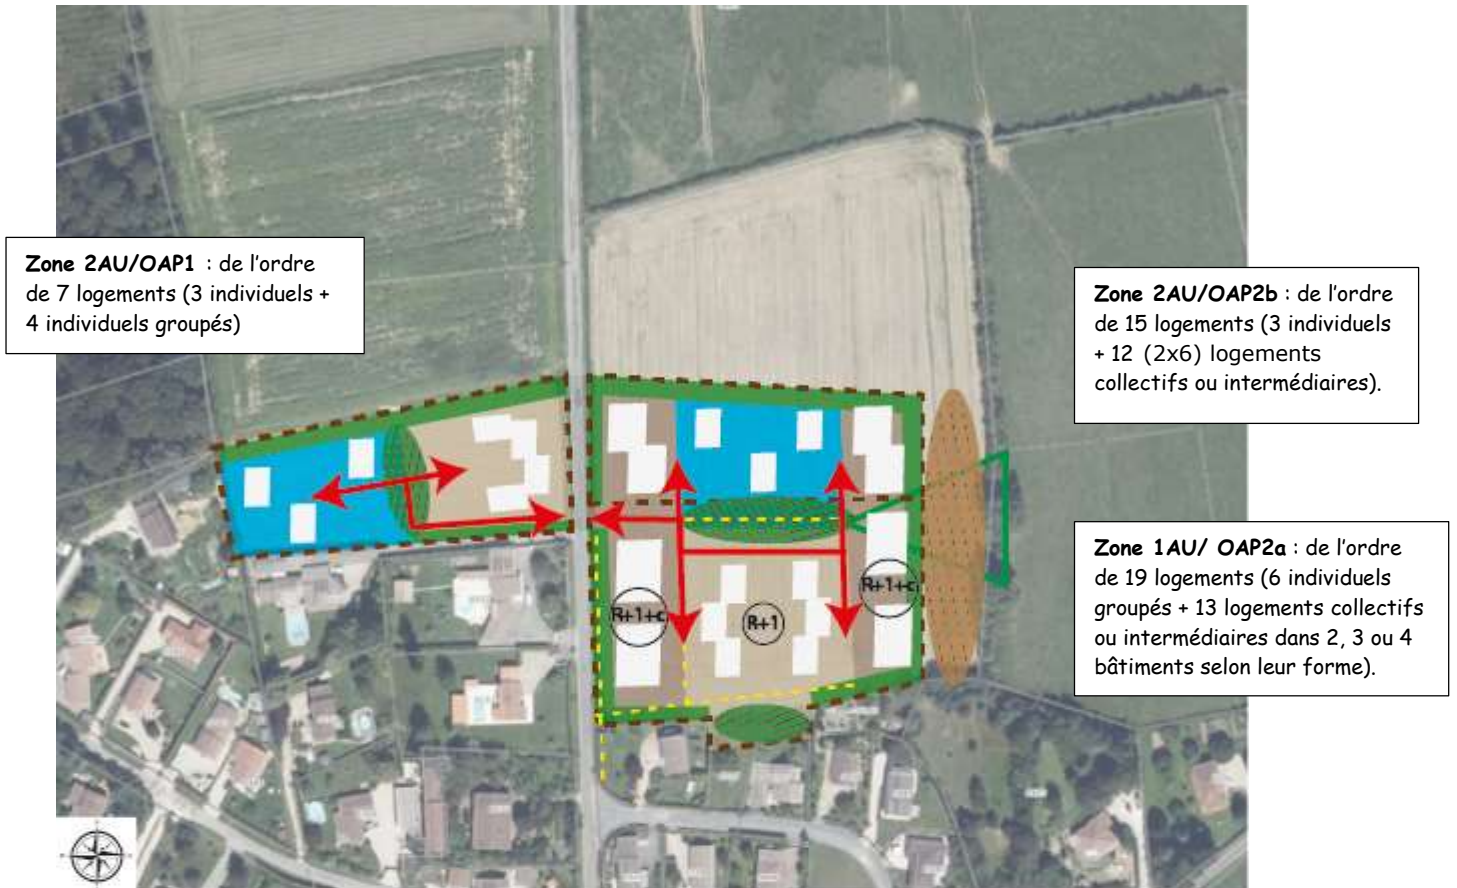 Zone 2AU/OAP1 : de l'ordre
de 7 logements (3 individuels +
4 individuels groupés)
Zone 2AU/OAP2b : de l'ordre
de 15 logements (3 individuels
+ 12 (2x6) logements
collectifs ou intermédiaires).
Zone 1AU/ OAP2a : de l'ordre
de 19 logements (6 individuels
groupés + 13 logements collectifs
ou intermédiaires dans 2, 3 ou 4
bâtiments selon leur forme).
R+1+c
R+1
R+1+c